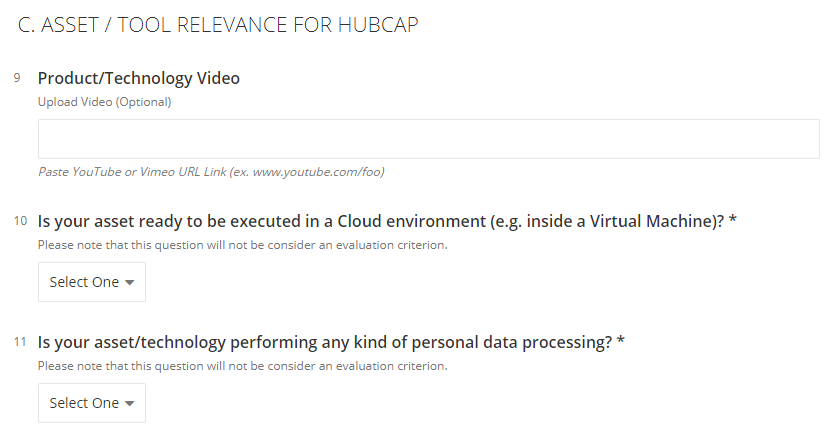 C. ASSET / TOOL RELEVANCE FOR HUBCAP
9 Product/Technology Video
Upload Video (Optional)
Paste YouTube or Vimeo URL Link (ex. www.youtube.com/foo)
10 Is your asset ready to be executed in a Cloud environment (e.g. inside a Virtual Machine)? *
Please note that this question will not be consider an evaluation criterion.
Select One
11 Is your asset/technology performing any kind of personal data processing? *
Please note that this question will not be consider an evaluation criterion.
Select One